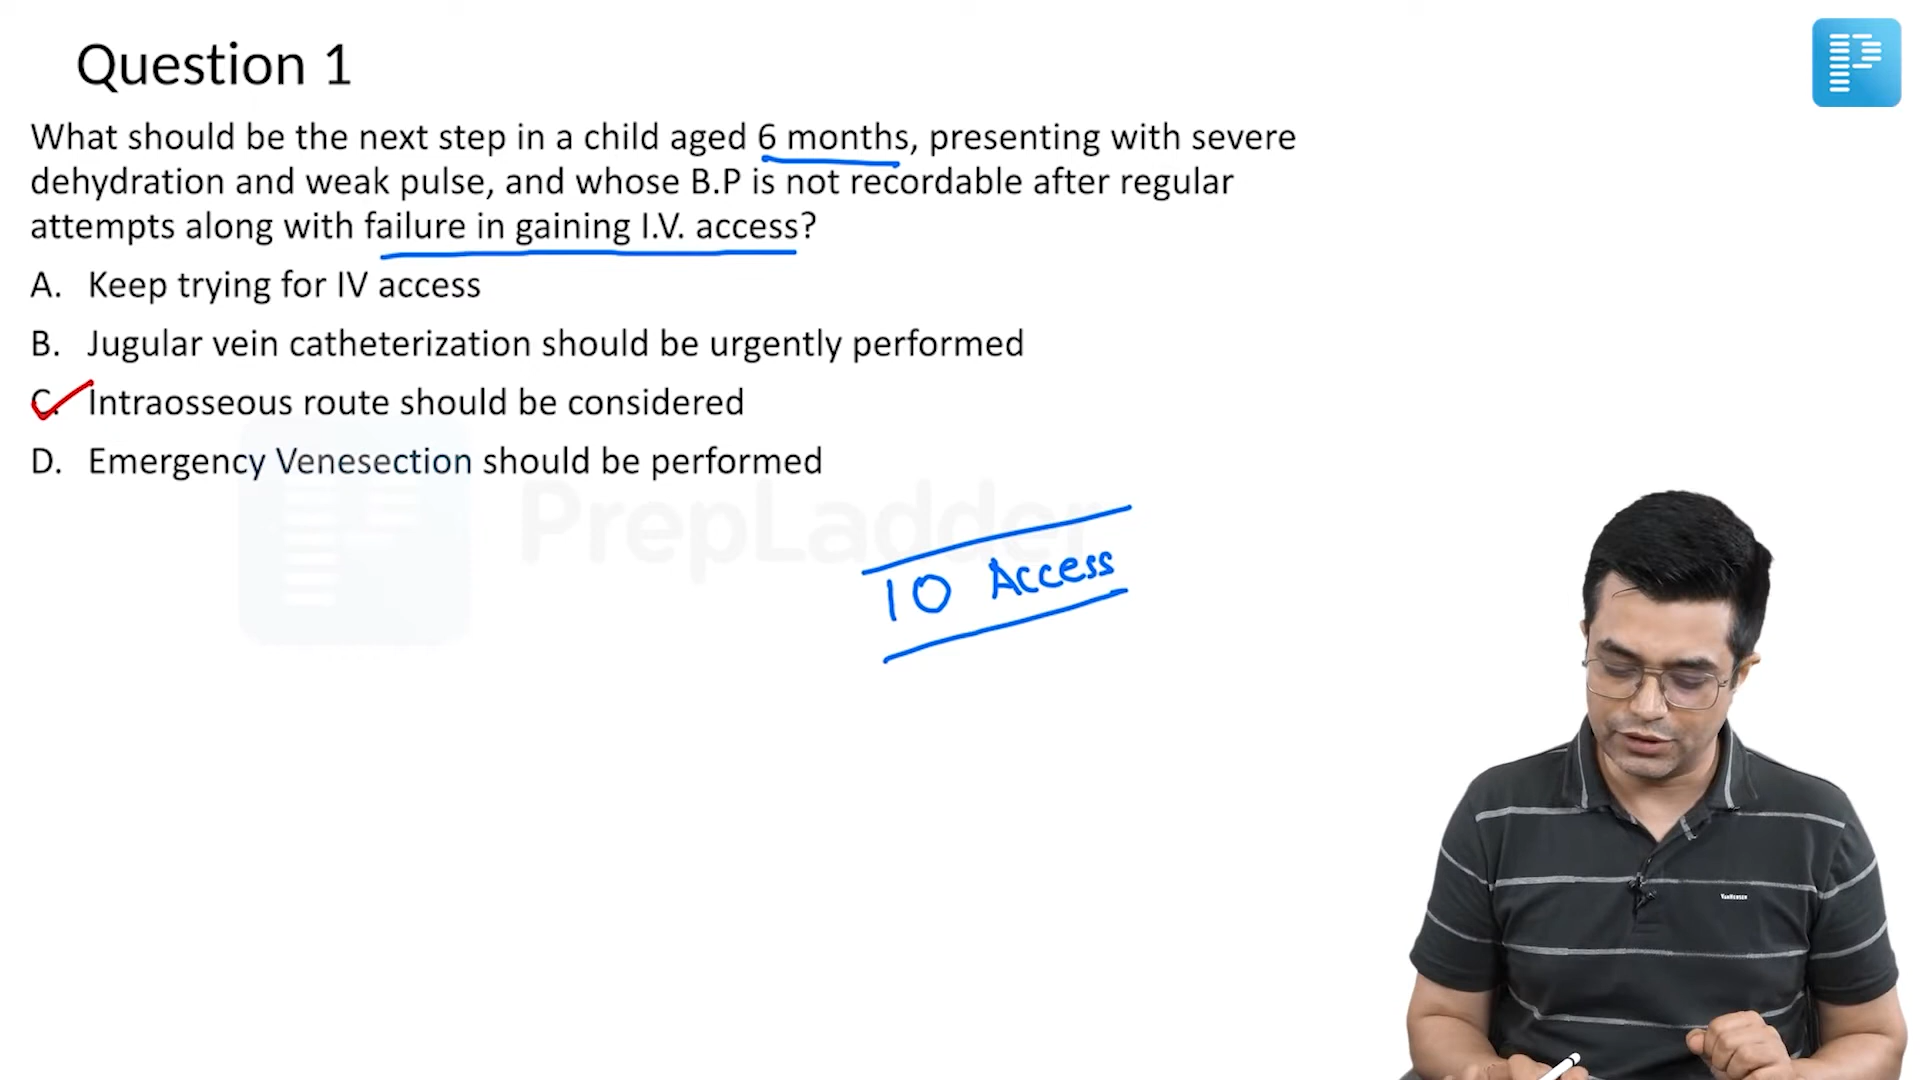 Question 1
What should be the next step in a child aged 6 months, presenting with severe
dehydration and weak pulse, and whose B.P is not recordable after regular
attempts along with failure in gaining I.V. access?
A. Keep trying for IV access
B. Jugular vein catheterization should be urgently performed
C. Intraosseous route should be considered
D. Emergency Venesection should be performed
PrepLadder
IO Access
VanHeusen